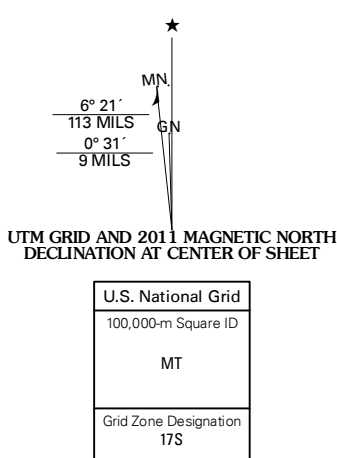 ★
MN.
6° 21´
113 MILS
GN
0° 31´
9 MILS
UTM GRID AND 2011 MAGNETIC NORTH
DECLINATION AT CENTER OF SHEET
U.S. National Grid
100,000-m Square ID
MT
Grid Zone Designation
17S